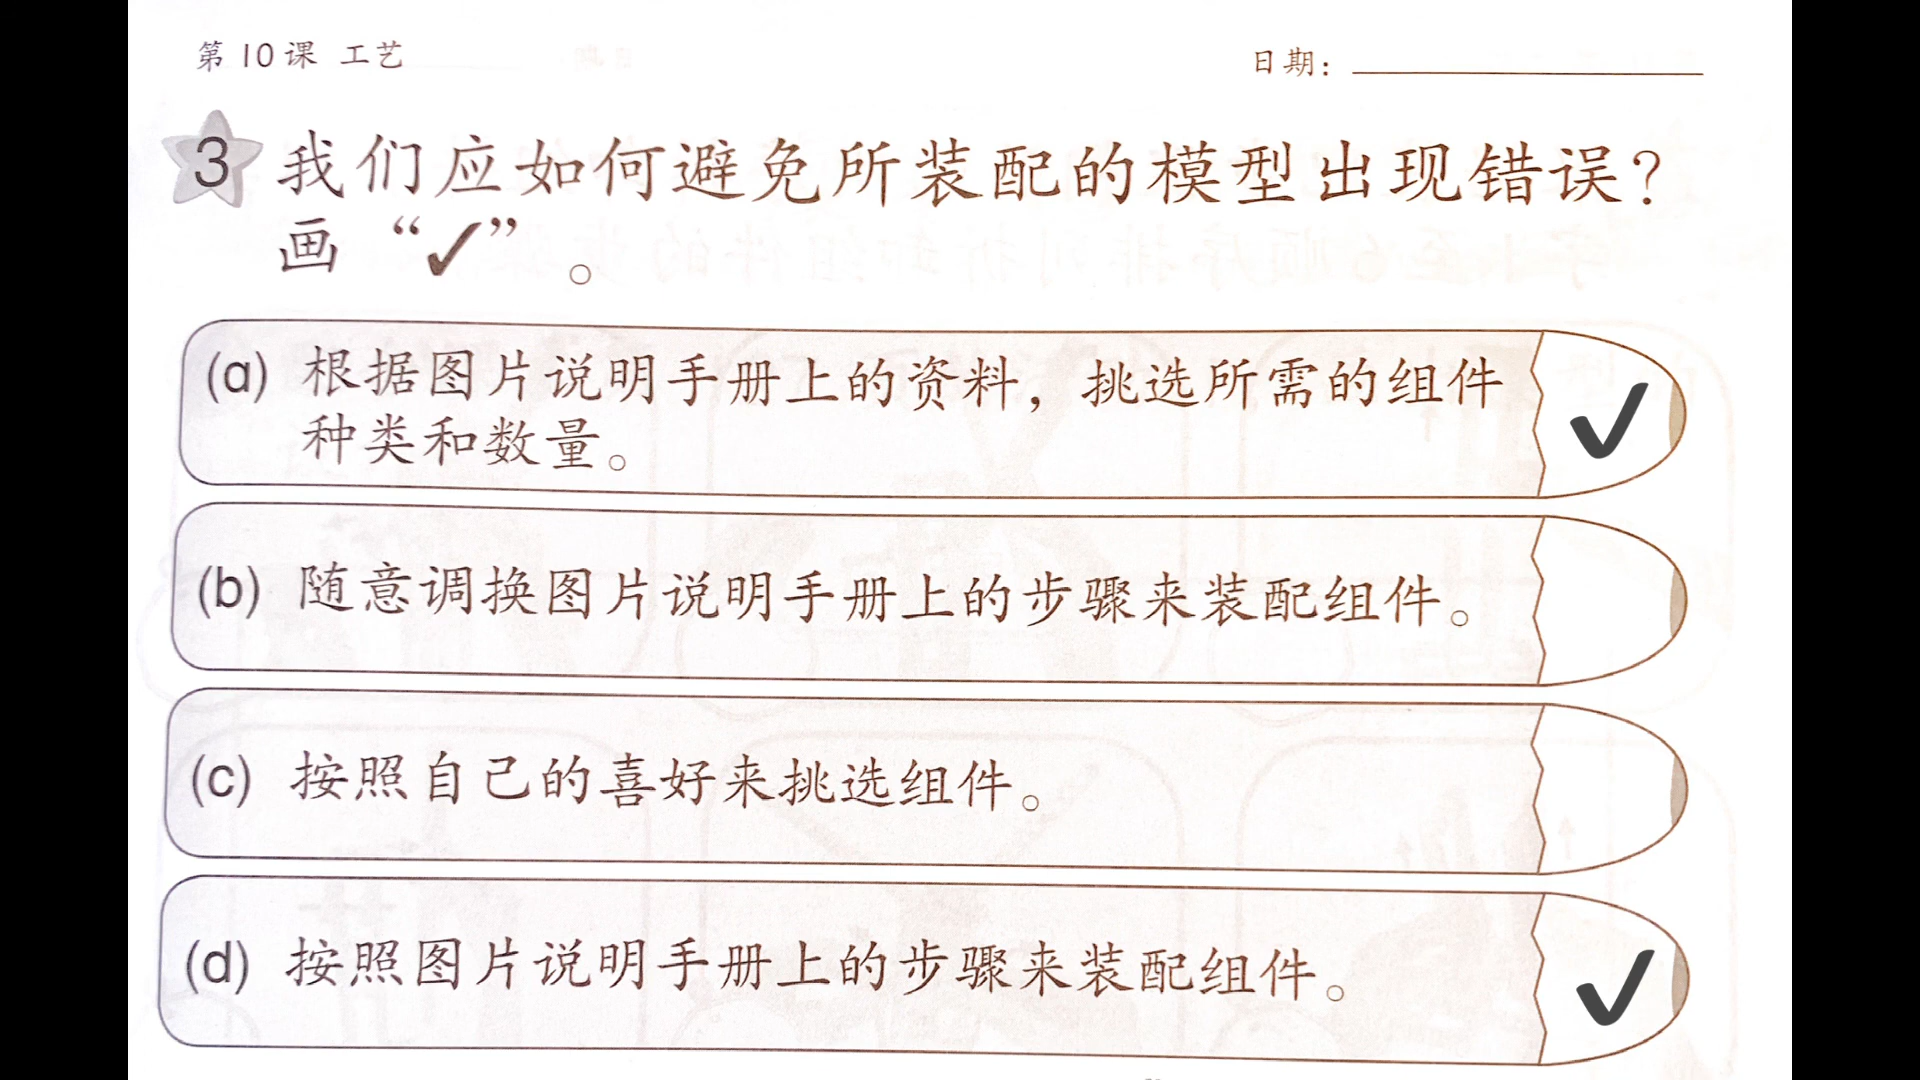 第 10 课 工艺
日期：
3 我们应如何避免所装配的模型出现错误？
画 “✓” 。
(a) 根据图片说明手册上的资料，挑选所需的组件
种类和数量。
✓
(b) 随意调换图片说明手册上的步骤来装配组件。
(c) 按照自己的喜好来挑选组件。
(d) 按照图片说明手册上的步骤来装配组件。
✓